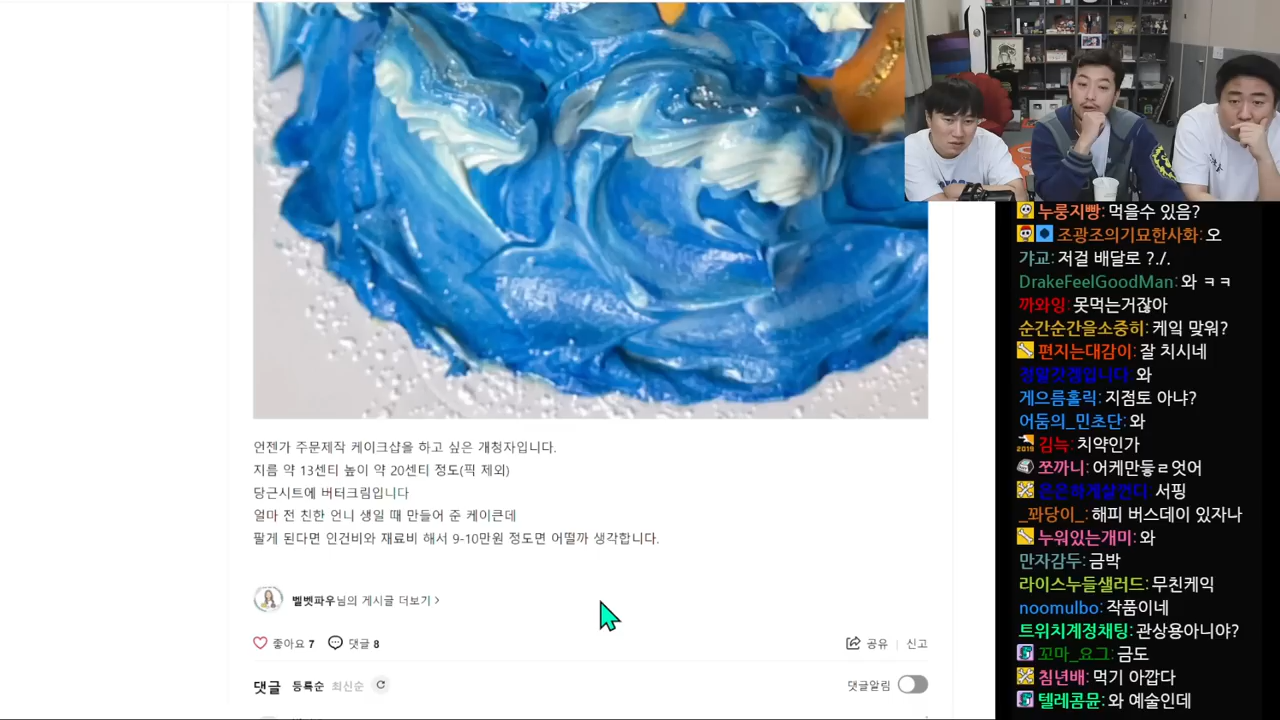 언젠가 주문제작 케이크샵을 하고 싶은 개청자입니다.
지름 약 13센티 높이 약 20센티 정도(픽 제외)
당근시트에 버터크림입니다
얼마 전 친한 언니 생일 때 만들어 준 케이큰데
팔게 된다면 인건비와 재료비 해서 9-10만원 정도면 어떨까 생각합니다.
벨벳파우님의 게시글 더보기 >
좋아요 7 댓글 8
공유 신고
댓글 등록순 최신순
댓글알림
누룽지빵: 먹을수 있음?
조광조의기묘한사화: 오
갸교: 저걸 배달로 ?./.
DrakeFeelGoodMan: 와 ㅋㅋ
까와잉: 못먹는거잖아
순간순간을소중히: 케잌 맞워?
편지는대감이: 잘 치시네
정말갓겜입니다 와
게으름홀릭: 지점토 아냐?
어둠의_민초단: 와
2019 김늑: 치약인가
쪼까니: 어케만둫ㄹ엇어
은은하게살껀디 서핑
_꽈당이_: 해피 버스데이 있자나
누워있는개미: 와
만자감두: 금박
라이스누들샐러드: 무친케익
noomulbo: 작품이네
트위치계정채팅: 관상용아니야?
꼬마_요그: 금도
침년배: 먹기 아깝다
텔레콤문: 와 예술인데